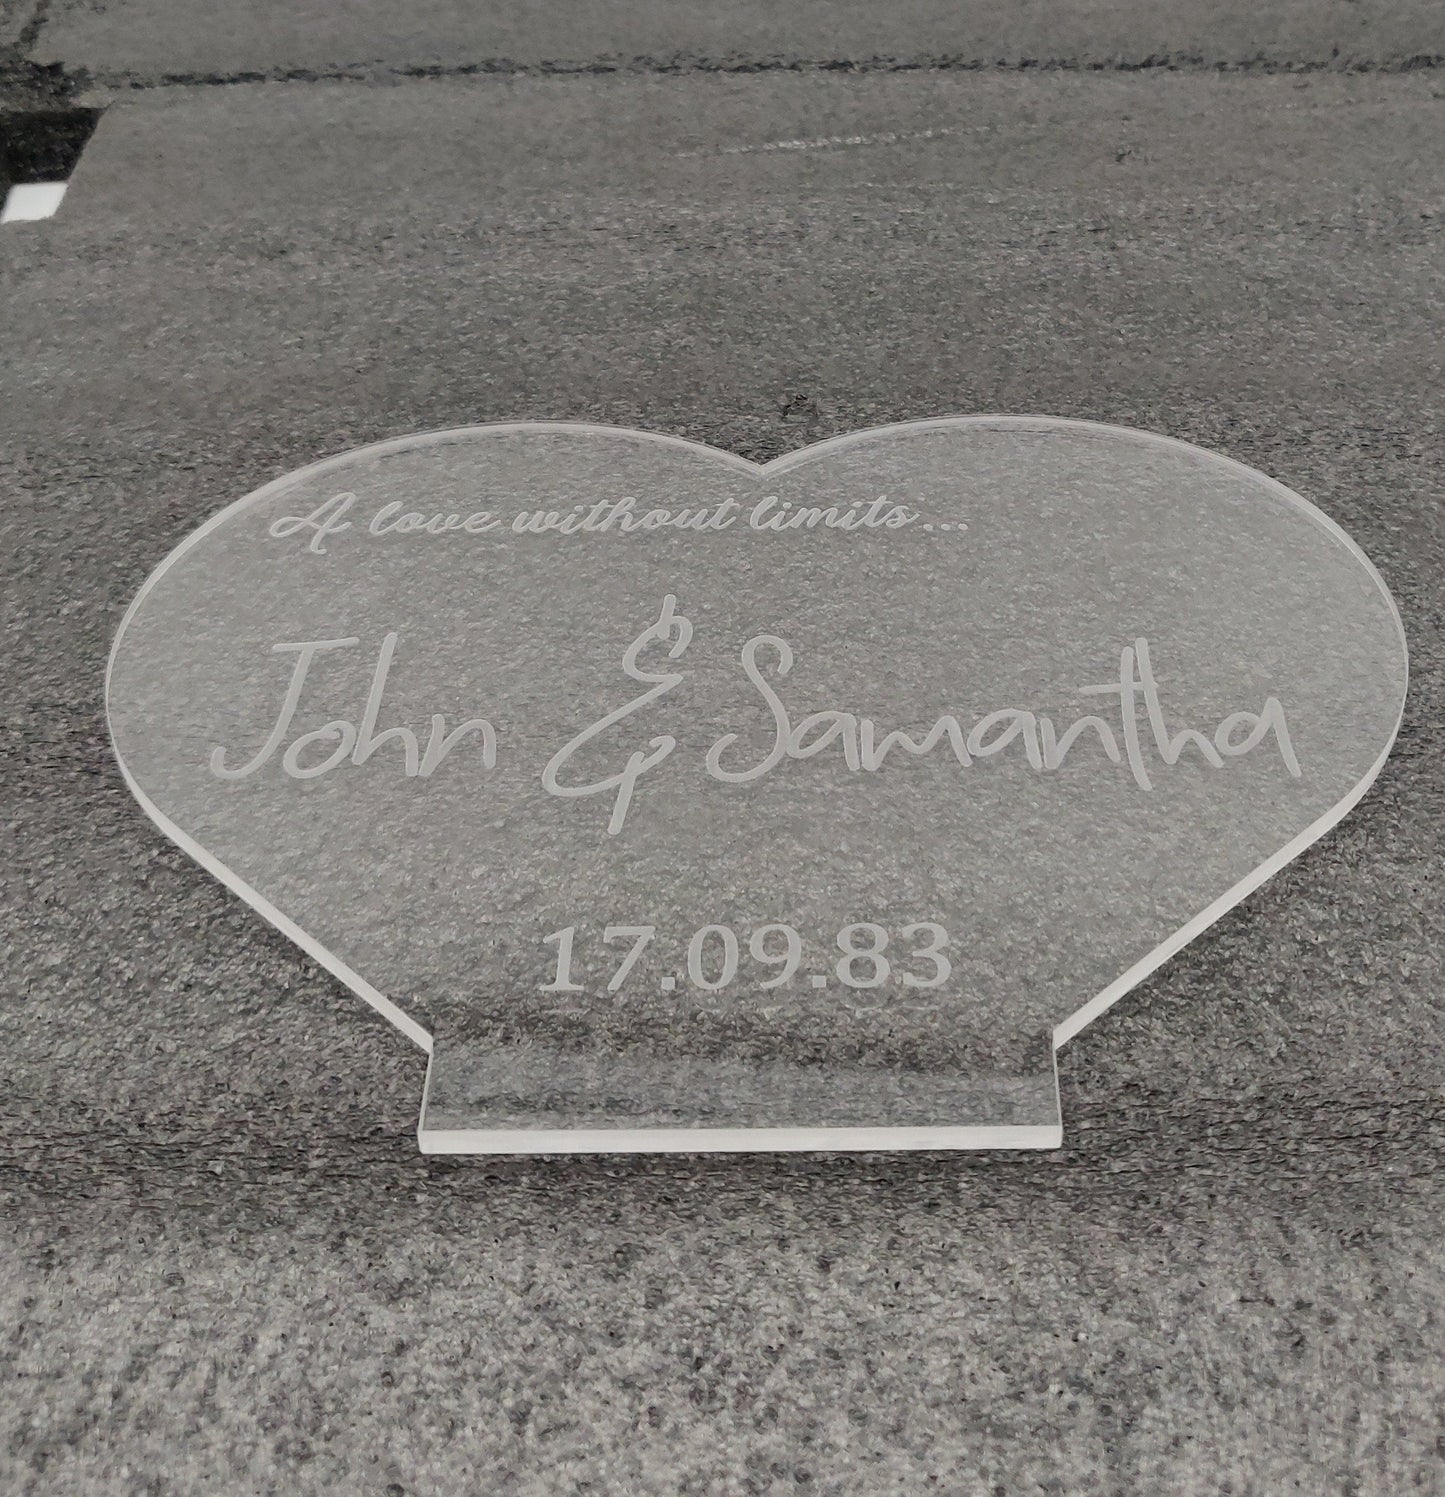 A love without limits...
John & Samantha
17.09.83